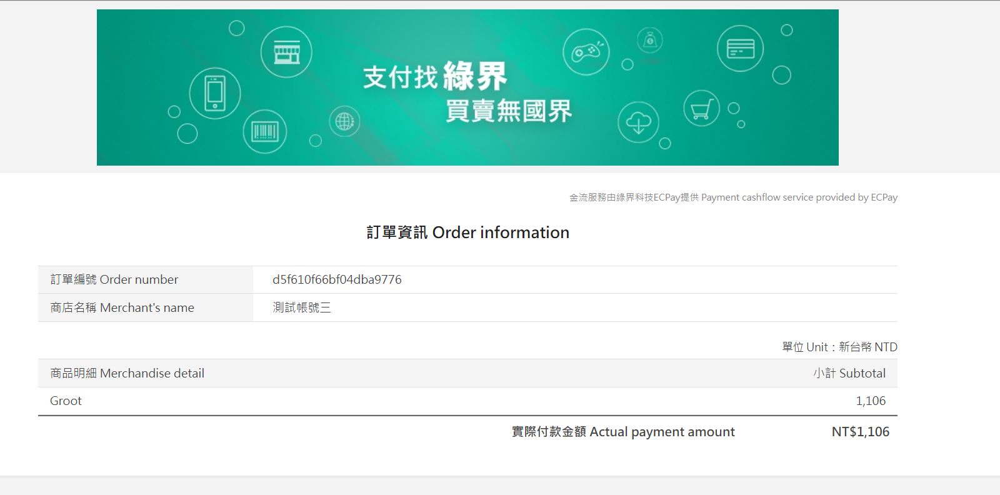 支付找綠界
買賣無國界
金流服務由綠界科技ECPay提供 Payment cashflow service provided by ECPay
訂單資訊 Order information
訂單編號 Order number d5f610f66bf04dba9776
商店名稱 Merchant's name 測試帳號三
單位 Unit：新台幣 NTD
商品明細 Merchandise detail 小計 Subtotal
Groot 1,106
實際付款金額 Actual payment amount NT$1,106